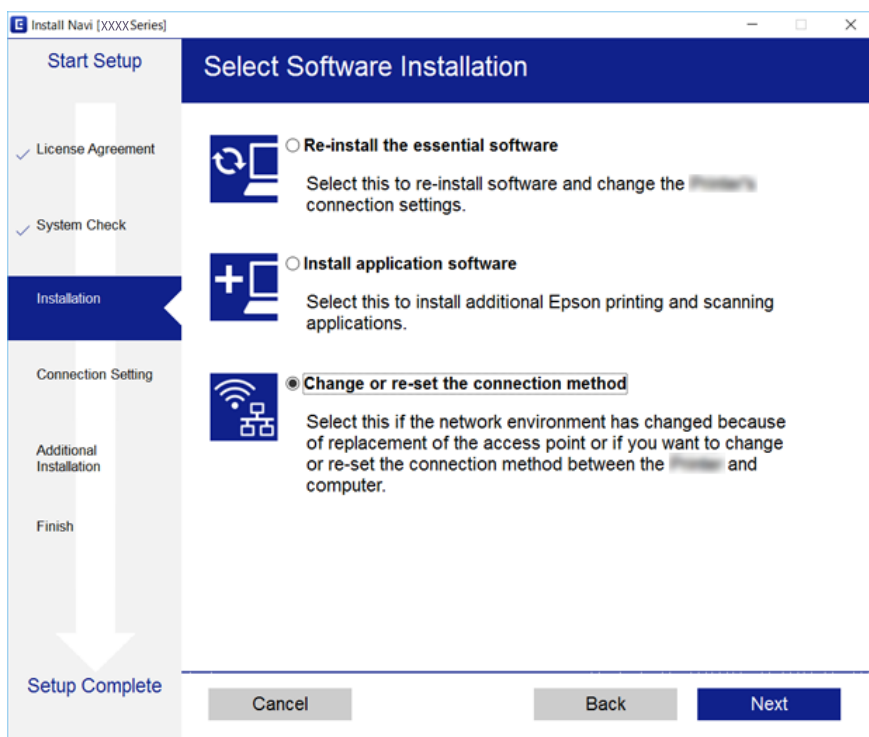 Install Navi [XXXX Series]
Start Setup
License Agreement
System Check
Installation
Connection Setting
Additional
Installation
Finish
Setup Complete
Select Software Installation
Re-install the essential software
Select this to re-install software and change the
connection settings.
Install application software
Select this to install additional Epson printing and scanning
applications.
Change or re-set the connection method
Select this if the network environment has changed because
of replacement of the access point or if you want to change
or re-set the connection method between the and
computer.
Cancel
Back
Next